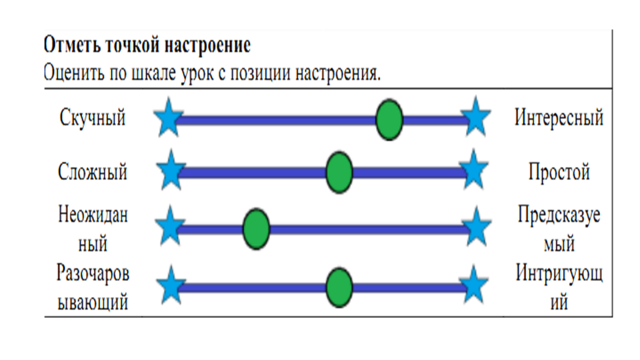 Отметь точкой настроение
Оценить по шкале урок с позиции настроения.
Скучный Интересный
Сложный Простой
Неожидан Предсказуе
ный мый
Разочаров Интригующ
ывающий ий